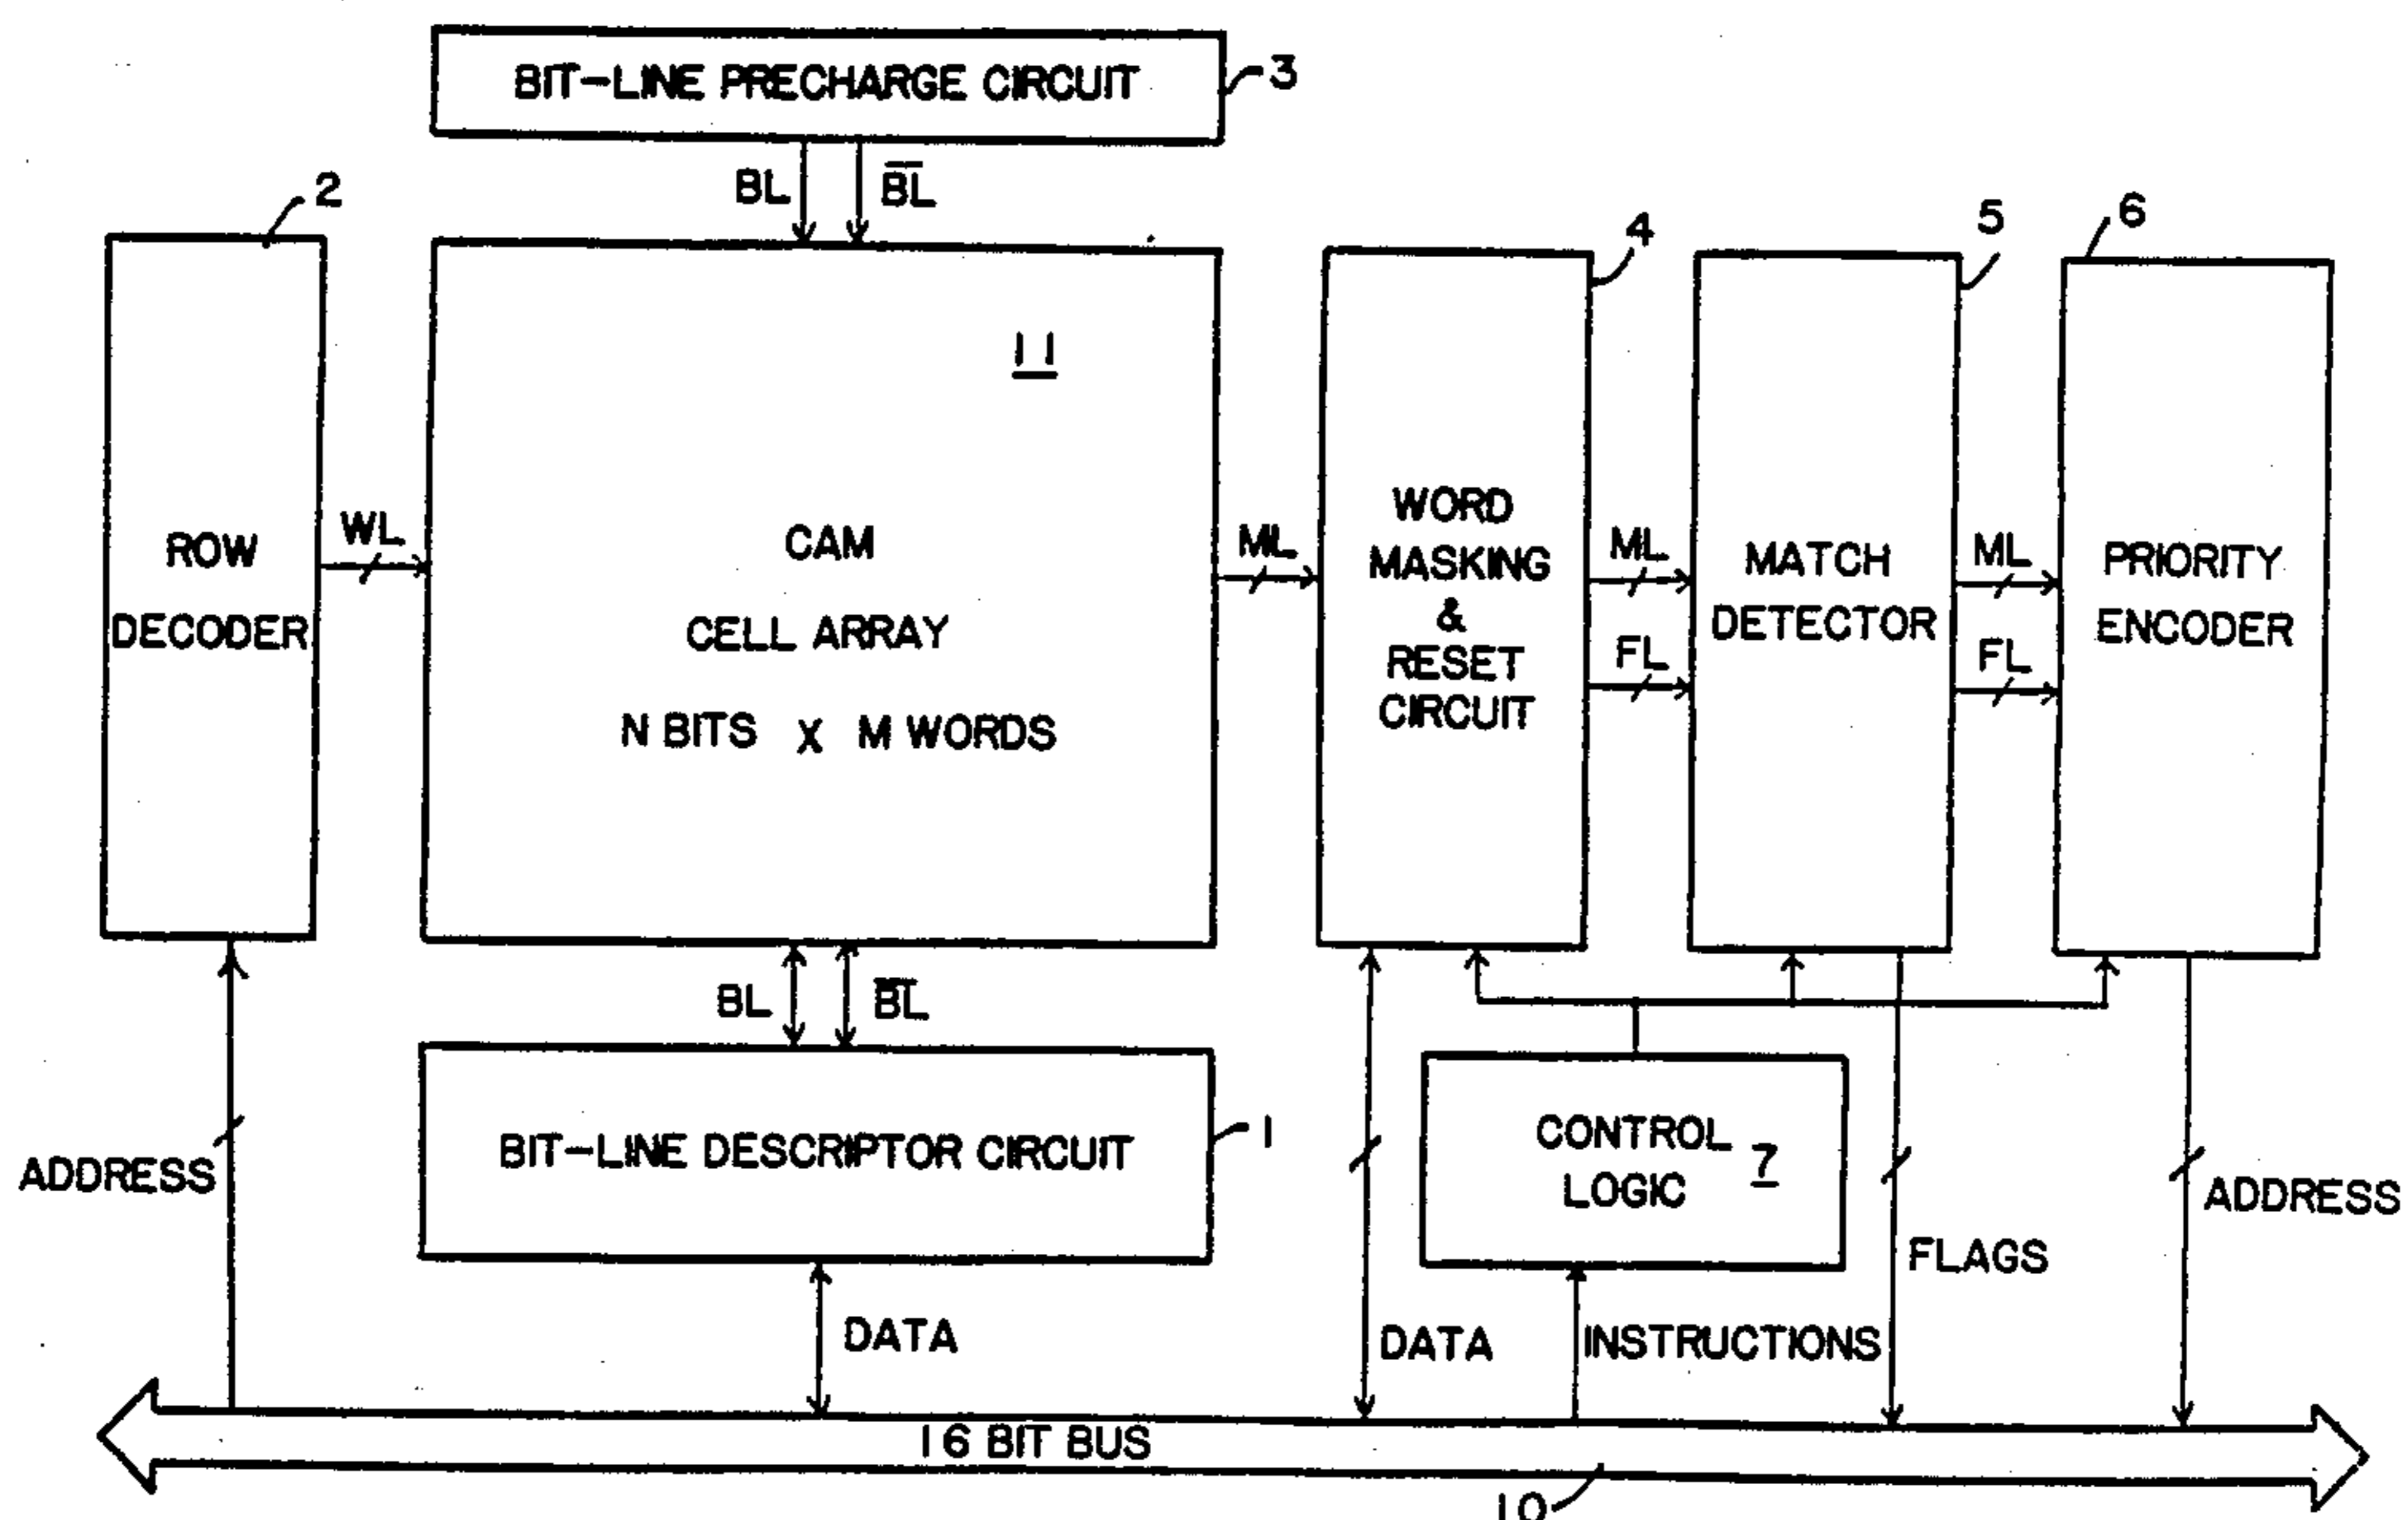 BIT-LINE PRECHARGE CIRCUIT
3
BL
B̅L̅
2
4
5
6
11
ROW
DECODER
WL
CAM
CELL ARRAY
N BITS X M WORDS
ML
WORD
MASKING
&
RESET
CIRCUIT
ML
FL
MATCH
DETECTOR
ML
FL
PRIORITY
ENCODER
BL
B̅L̅
ADDRESS
BIT-LINE DESCRIPTOR CIRCUIT
1
CONTROL
LOGIC
7
FLAGS
ADDRESS
DATA
DATA
INSTRUCTIONS
16 BIT BUS
10